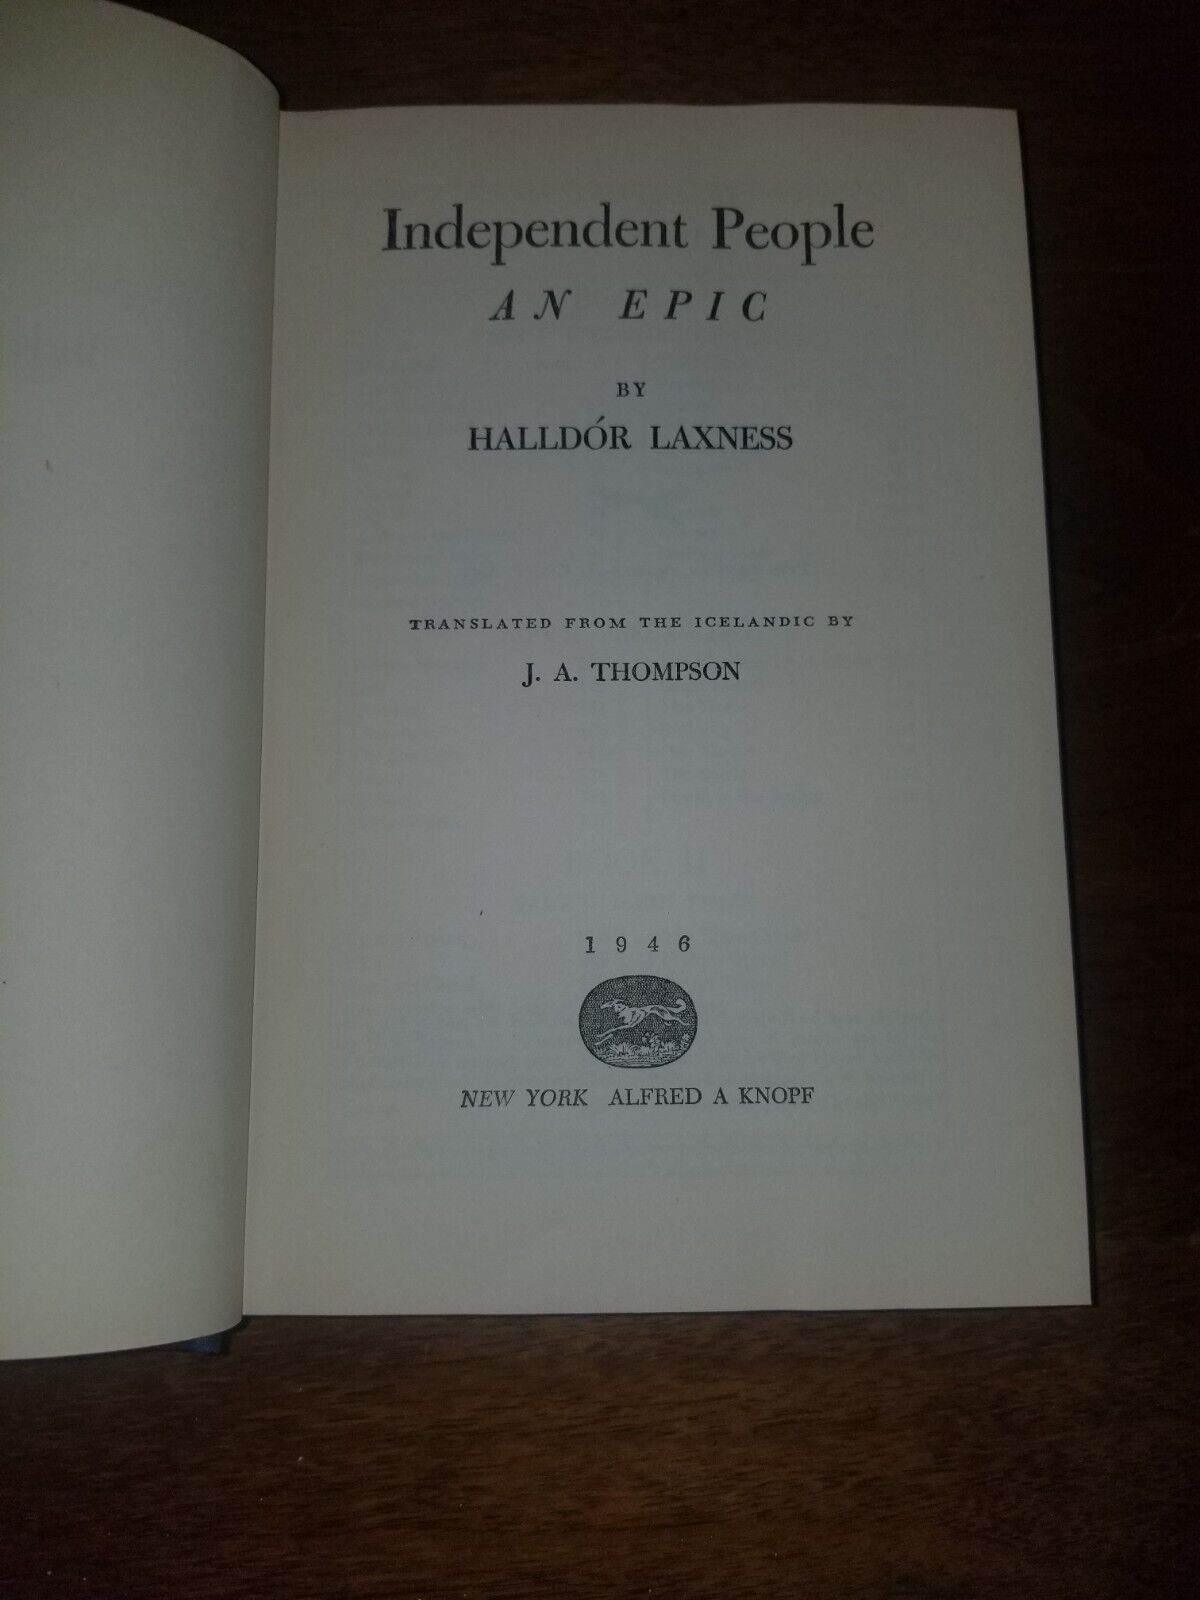 Independent People
AN EPIC
BY
HALLDÓR LAXNESS
TRANSLATED FROM THE ICELANDIC BY
J. A. THOMPSON
1946
NEW YORK ALFRED A KNOPF